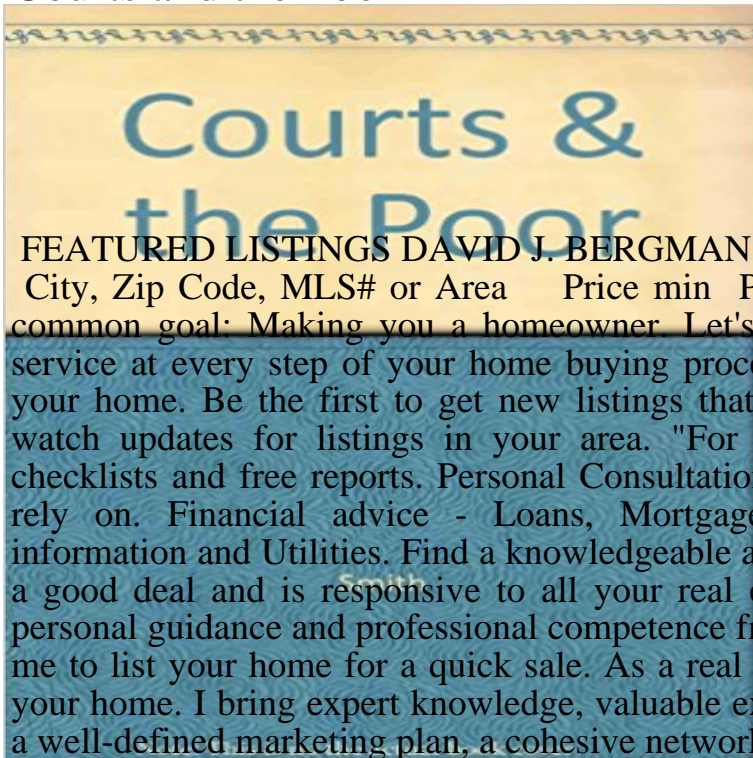 Courts &
the Poor
FEATURED LISTINGS DAVID J. BERGMAN
City, Zip Code, MLS# or Area Price min
common goal: Making you a homeowner. Let's
service at every step of your home buying
your home. Be the first to get new listings that
watch updates for listings in your area. "For
checklists and free reports. Personal
rely on. Financial advice - Loans,
information and Utilities. Find a knowledgeable
a good deal and is responsive to all your real
Smith
personal guidance and professional competence
me to list your home for a quick sale. As a real
your home. I bring expert knowledge, valuable
a well-defined marketing plan, a cohesive